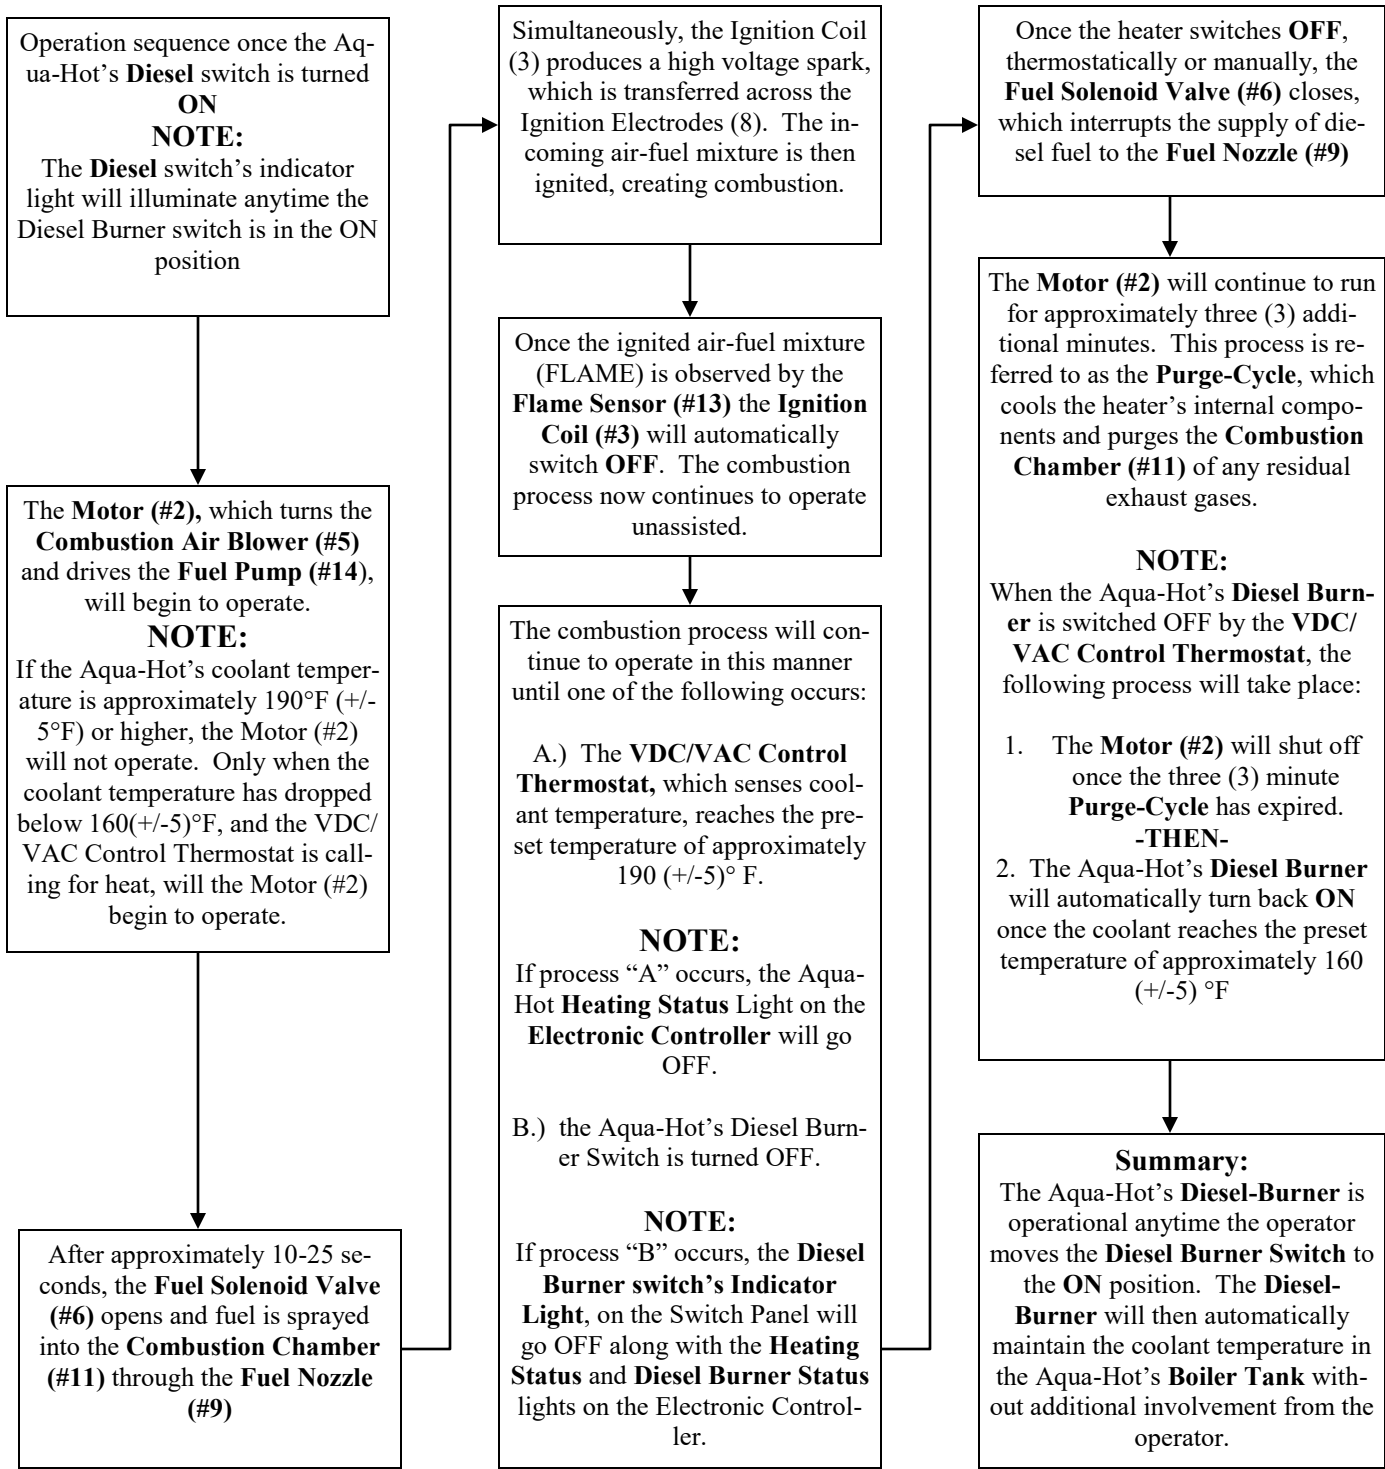 Operation sequence once the Aq-
ua-Hot's Diesel switch is turned
ON
NOTE:
The Diesel switch's indicator
light will illuminate anytime the
Diesel Burner switch is in the ON
position
The Motor (#2), which turns the
Combustion Air Blower (#5)
and drives the Fuel Pump (#14),
will begin to operate.
NOTE:
If the Aqua-Hot's coolant temper-
ature is approximately 190°F (+/-
5°F) or higher, the Motor (#2)
will not operate. Only when the
coolant temperature has dropped
below 160(+/-5)°F, and the VDC/
VAC Control Thermostat is call-
ing for heat, will the Motor (#2)
begin to operate.
After approximately 10-25 se-
conds, the Fuel Solenoid Valve
(#6) opens and fuel is sprayed
into the Combustion Chamber
(#11) through the Fuel Nozzle
(#9)
Simultaneously, the Ignition Coil
(3) produces a high voltage spark,
which is transferred across the
Ignition Electrodes (8). The in-
coming air-fuel mixture is then
ignited, creating combustion.
Once the ignited air-fuel mixture
(FLAME) is observed by the
Flame Sensor (#13) the Ignition
Coil (#3) will automatically
switch OFF. The combustion
process now continues to operate
unassisted.
The combustion process will con-
tinue to operate in this manner
until one of the following occurs:
A.) The VDC/VAC Control
Thermostat, which senses cool-
ant temperature, reaches the pre-
set temperature of approximately
190 (+/-5)° F.
NOTE:
If process “A” occurs, the Aqua-
Hot Heating Status Light on the
Electronic Controller will go
OFF.
B.) the Aqua-Hot's Diesel Burn-
er Switch is turned OFF.
NOTE:
If process “B” occurs, the Diesel
Burner switch's Indicator
Light, on the Switch Panel will
go OFF along with the Heating
Status and Diesel Burner Status
lights on the Electronic Control-
ler.
Once the heater switches OFF,
thermostatically or manually, the
Fuel Solenoid Valve (#6) closes,
which interrupts the supply of die-
sel fuel to the Fuel Nozzle (#9)
The Motor (#2) will continue to run
for approximately three (3) addi-
tional minutes. This process is re-
ferred to as the Purge-Cycle, which
cools the heater's internal compo-
nents and purges the Combustion
Chamber (#11) of any residual
exhaust gases.
NOTE:
When the Aqua-Hot's Diesel Burn-
er is switched OFF by the VDC/
VAC Control Thermostat, the
following process will take place:
1. The Motor (#2) will shut off
once the three (3) minute
Purge-Cycle has expired.
-THEN-
2. The Aqua-Hot's Diesel Burner
will automatically turn back ON
once the coolant reaches the preset
temperature of approximately 160
(+/-5) °F
Summary:
The Aqua-Hot's Diesel-Burner is
operational anytime the operator
moves the Diesel Burner Switch to
the ON position. The Diesel-
Burner will then automatically
maintain the coolant temperature in
the Aqua-Hot's Boiler Tank with-
out additional involvement from the
operator.